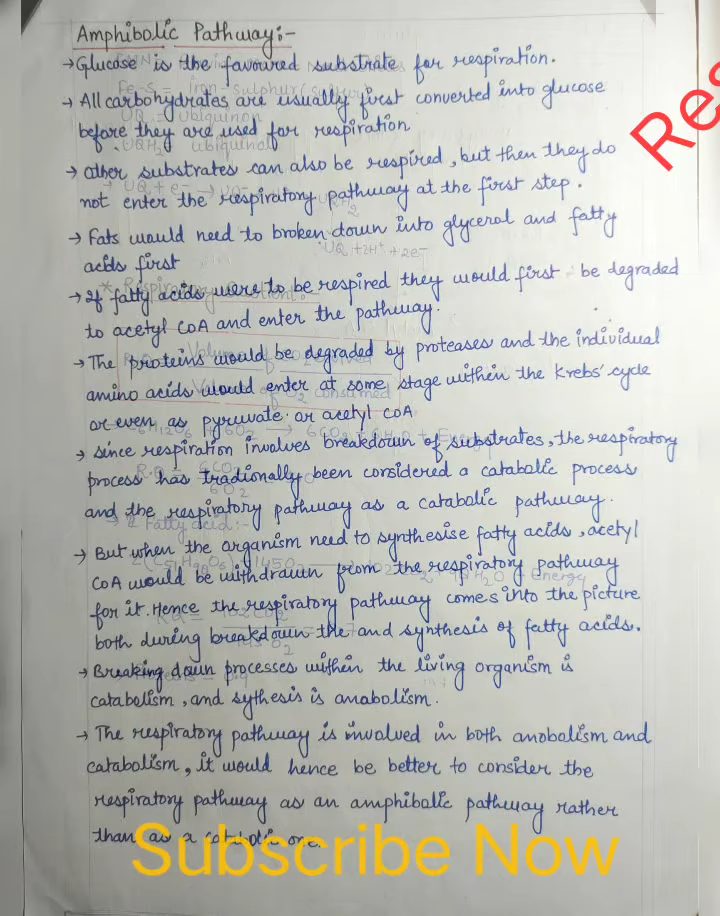 Amphibolic Pathway:-
→ Glucose is the favoured substrate for respiration.
→ All carbohydrates are usually first converted into glucose
before they are used for respiration
→ other substrates can also be respired, but then they do
not enter the respiratory pathway at the first step.
→ Fats would need to broken down into glycerol and fatty
acids first
→ If fatty acids were to be respired they would first be degraded
to acetyl CoA and enter the pathway.
→ The proteins would be degraded by proteases and the individual
amino acids would enter at some stage within the Krebs' cycle
or even as pyruvate or acetyl CoA
→ since respiration involves breakdown of substrates, the respiratory
process has tradionally been considered a catabolic process
and the respiratory pathway as a catabolic pathway.
→ But when the organism need to synthesise fatty acids, acetyl
CoA would be withdrawn from the respiratory pathway
for it. Hence the respiratory pathway comes into the picture
both during breakdown the and synthesis of fatty acids.
→ Breaking down processes within the living organism is
catabolism, and sythesis is anabolism.
→ The respiratory pathway is involved in both anobolism and
catabolism, it would hence be better to consider the
respiratory pathway as an amphibolic pathway rather
than as a catabolic one.
Res
Subscribe Now